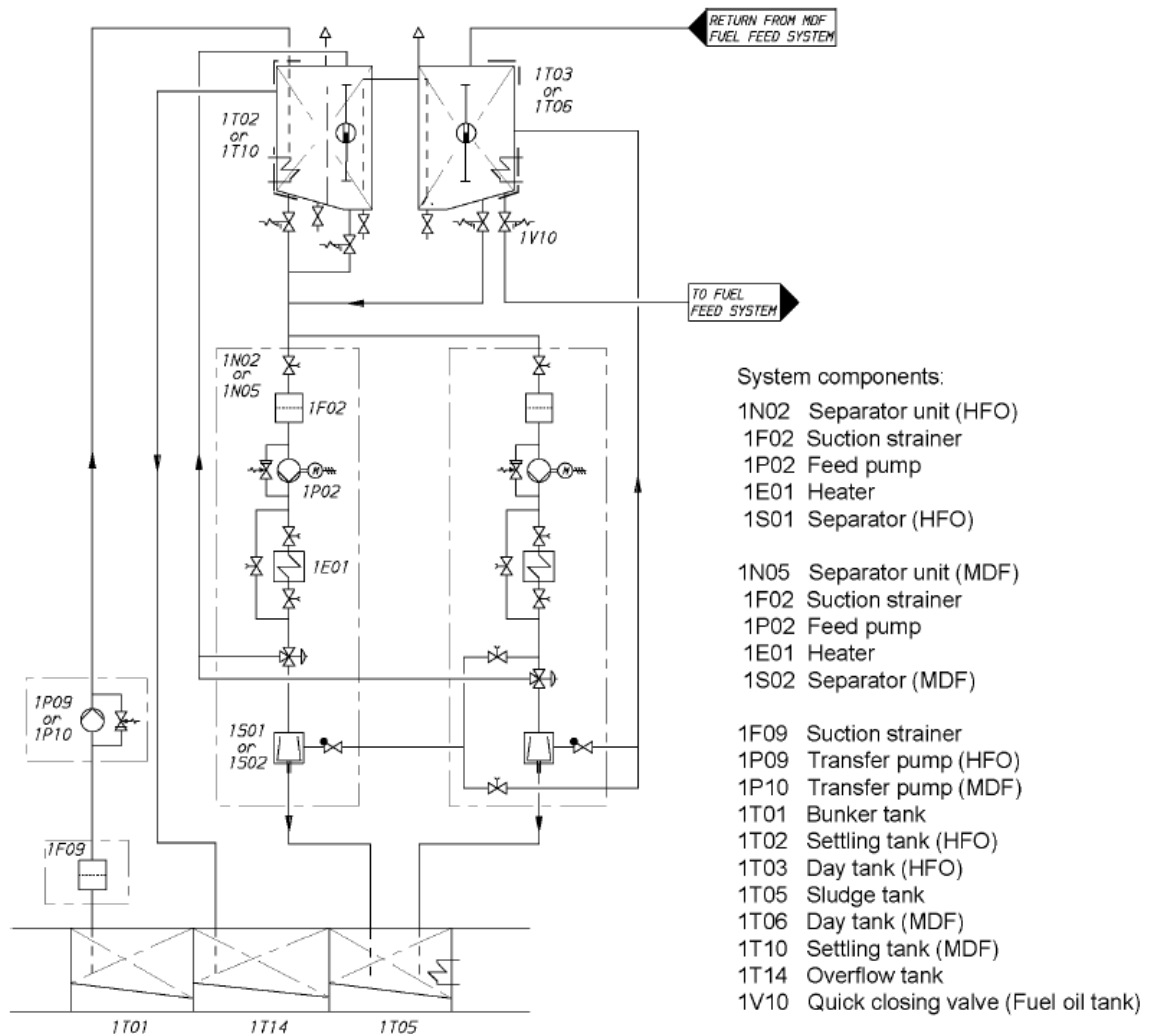 RETURN FROM MDF
FUEL FEED SYSTEM
1T03
or
1T06
1T02
or
1T10
1V10
TO FUEL
FEED SYSTEM
1N02
or
1N05
1F02
M
1P02
1E01
1P09
or
1P10
1S01
or
1S02
1F09
1T01
1T14
1T05
M
System components:
1N02 Separator unit (HFO)
1F02 Suction strainer
1P02 Feed pump
1E01 Heater
1S01 Separator (HFO)
1N05 Separator unit (MDF)
1F02 Suction strainer
1P02 Feed pump
1E01 Heater
1S02 Separator (MDF)
1F09 Suction strainer
1P09 Transfer pump (HFO)
1P10 Transfer pump (MDF)
1T01 Bunker tank
1T02 Settling tank (HFO)
1T03 Day tank (HFO)
1T05 Sludge tank
1T06 Day tank (MDF)
1T10 Settling tank (MDF)
1T14 Overflow tank
1V10 Quick closing valve (Fuel oil tank)